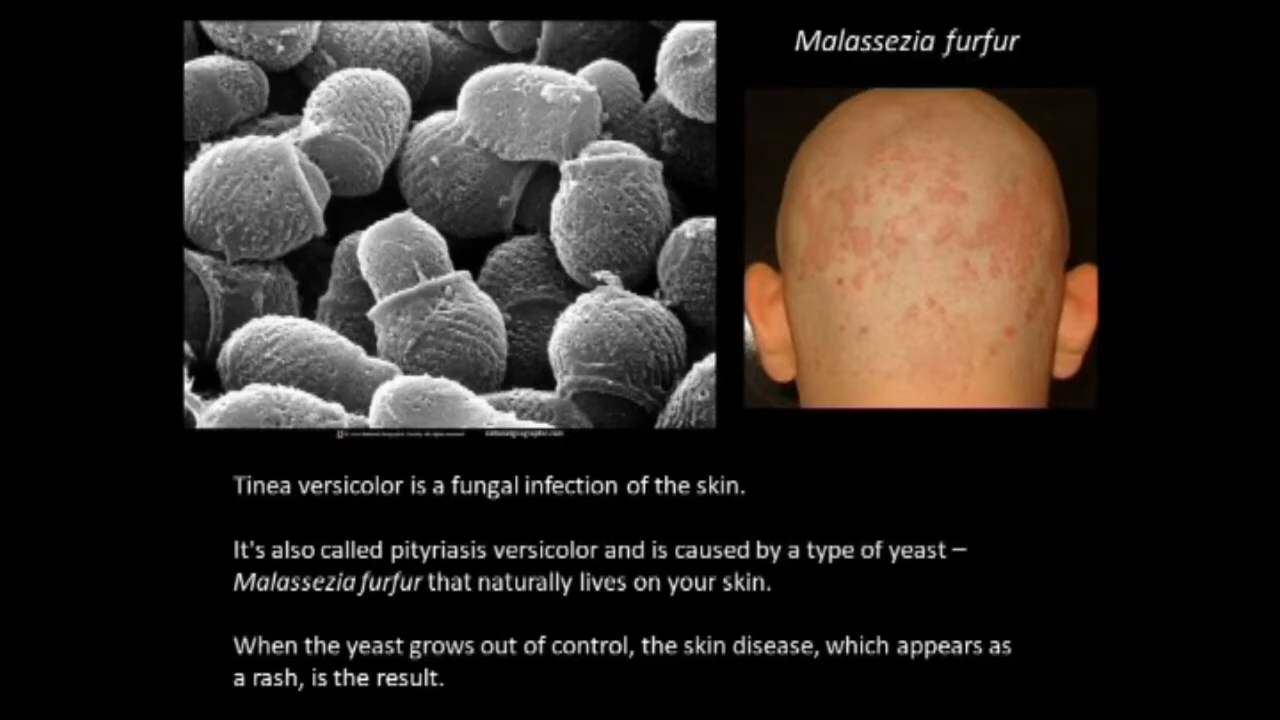 Malassezia furfur
Tinea versicolor is a fungal infection of the skin.
It's also called pityriasis versicolor and is caused by a type of yeast –
Malassezia furfur that naturally lives on your skin.
When the yeast grows out of control, the skin disease, which appears as
a rash, is the result.